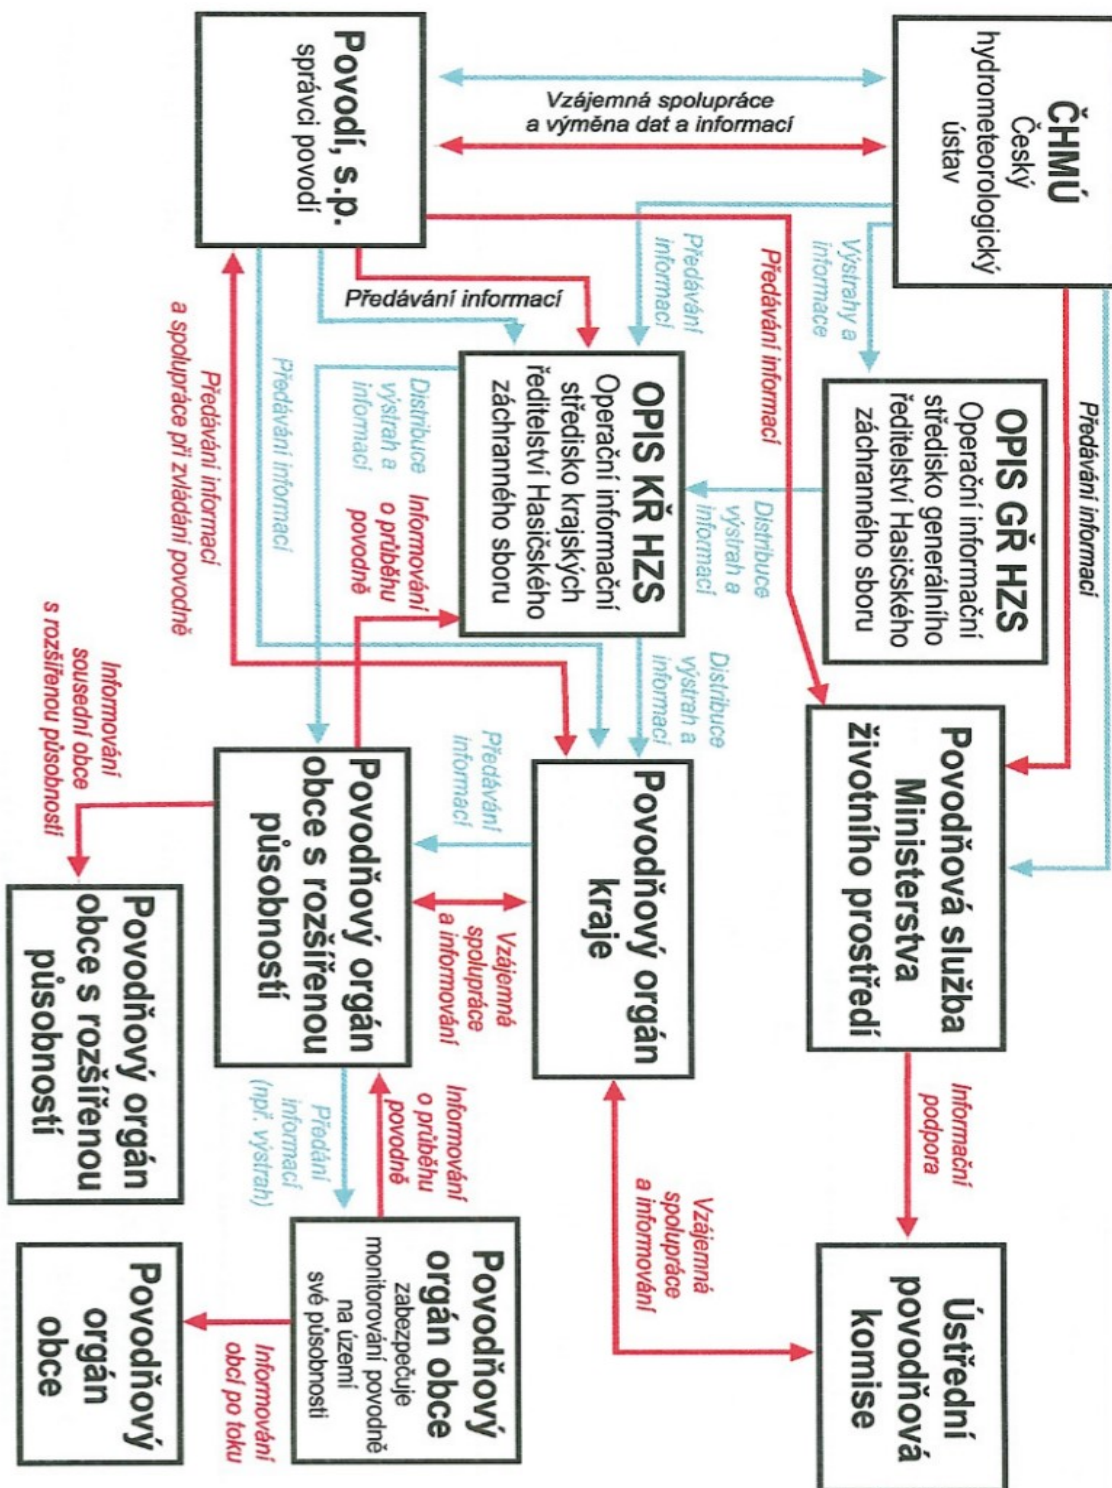 ČHMÚ
Český
hydrometeorologický
ústav
Předávání informací
OPIS GŘ HZS
Operační informační
středisko generálního
ředitelství Hasičského
záchranného sboru
Povodňová služba
Ministerstva
životního prostředí
Informační
podpora
Ústřední
povodňová
komise
Výstrahy a
informace
Předávání informací
Předávání
informací
Vzájemná spolupráce
a výměna dat a informací
Distribuce
výstrah a
informací
Distribuce
výstrah a
informací
Vzájemná
spolupráce
a informování
OPIS KŘ HZS
Operační informační
středisko krajských
ředitelství Hasičského
záchranného sboru
Povodňový orgán
kraje
Povodí, s.p.
správci povodí
Předávání informací
Distribuce
výstrah a
informací
Informování
o průběhu
povodně
Předávání
informací
Vzájemná
spolupráce
a informování
Předávání informací
Předávání informací
a spolupráce při zvládání povodně
Povodňový orgán
obce s rozšířenou
působností
Informování
o průběhu
povodně
Předání
informací
(např. výstrah)
Povodňový
orgán obce
zabezpečuje
monitorování povodně
na území
své působnosti
Informování
sousední obce
s rozšířenou působností
Informování
obcí po toku
Povodňový orgán
obce s rozšířenou
působností
Povodňový
orgán
obce